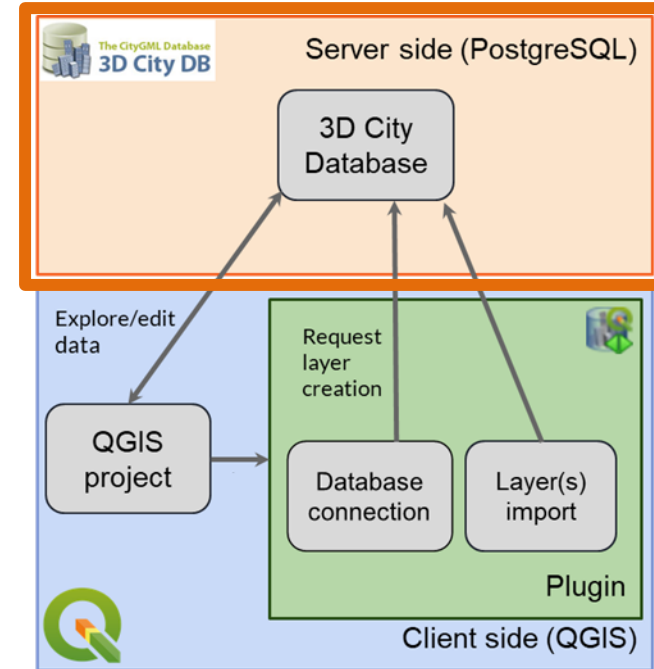 The CityGML Database
3D City DB
Server side (PostgreSQL)
3D City
Database
Explore/edit
data
Request
layer
creation
QGIS
project
Database
connection
Layer(s)
import
Plugin
Client side (QGIS)